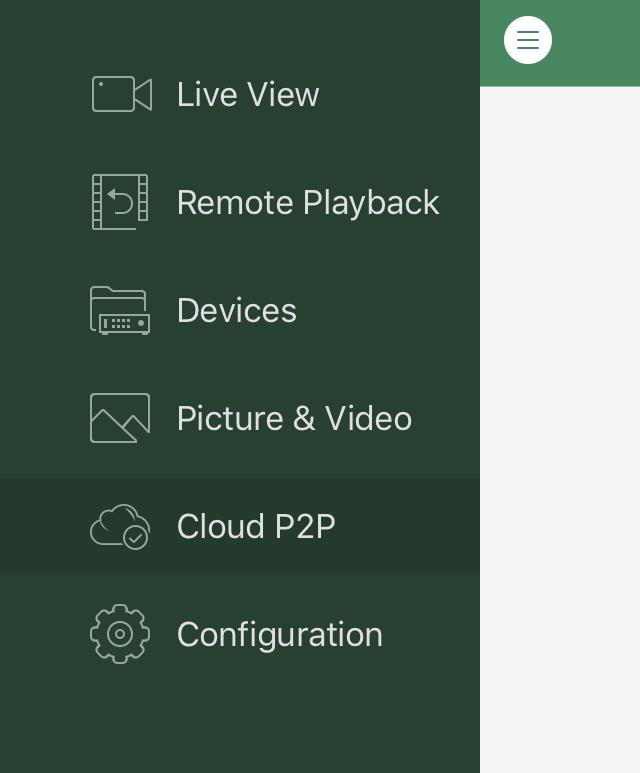 Live View
Remote Playback
Devices
Picture & Video
Cloud P2P
Configuration